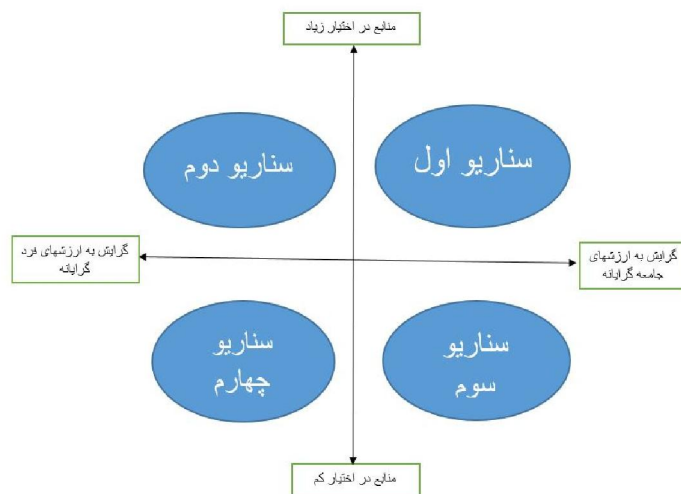 منابع در اختیار زیاد
سناریو اول
سناریو دوم
گرایش به ارزشهای
جامعه گرایانه
گرایش به ارزشهای فرد
گرایانه
سناریو
سوم
سناریو
چهارم
منابع در اختیار کم